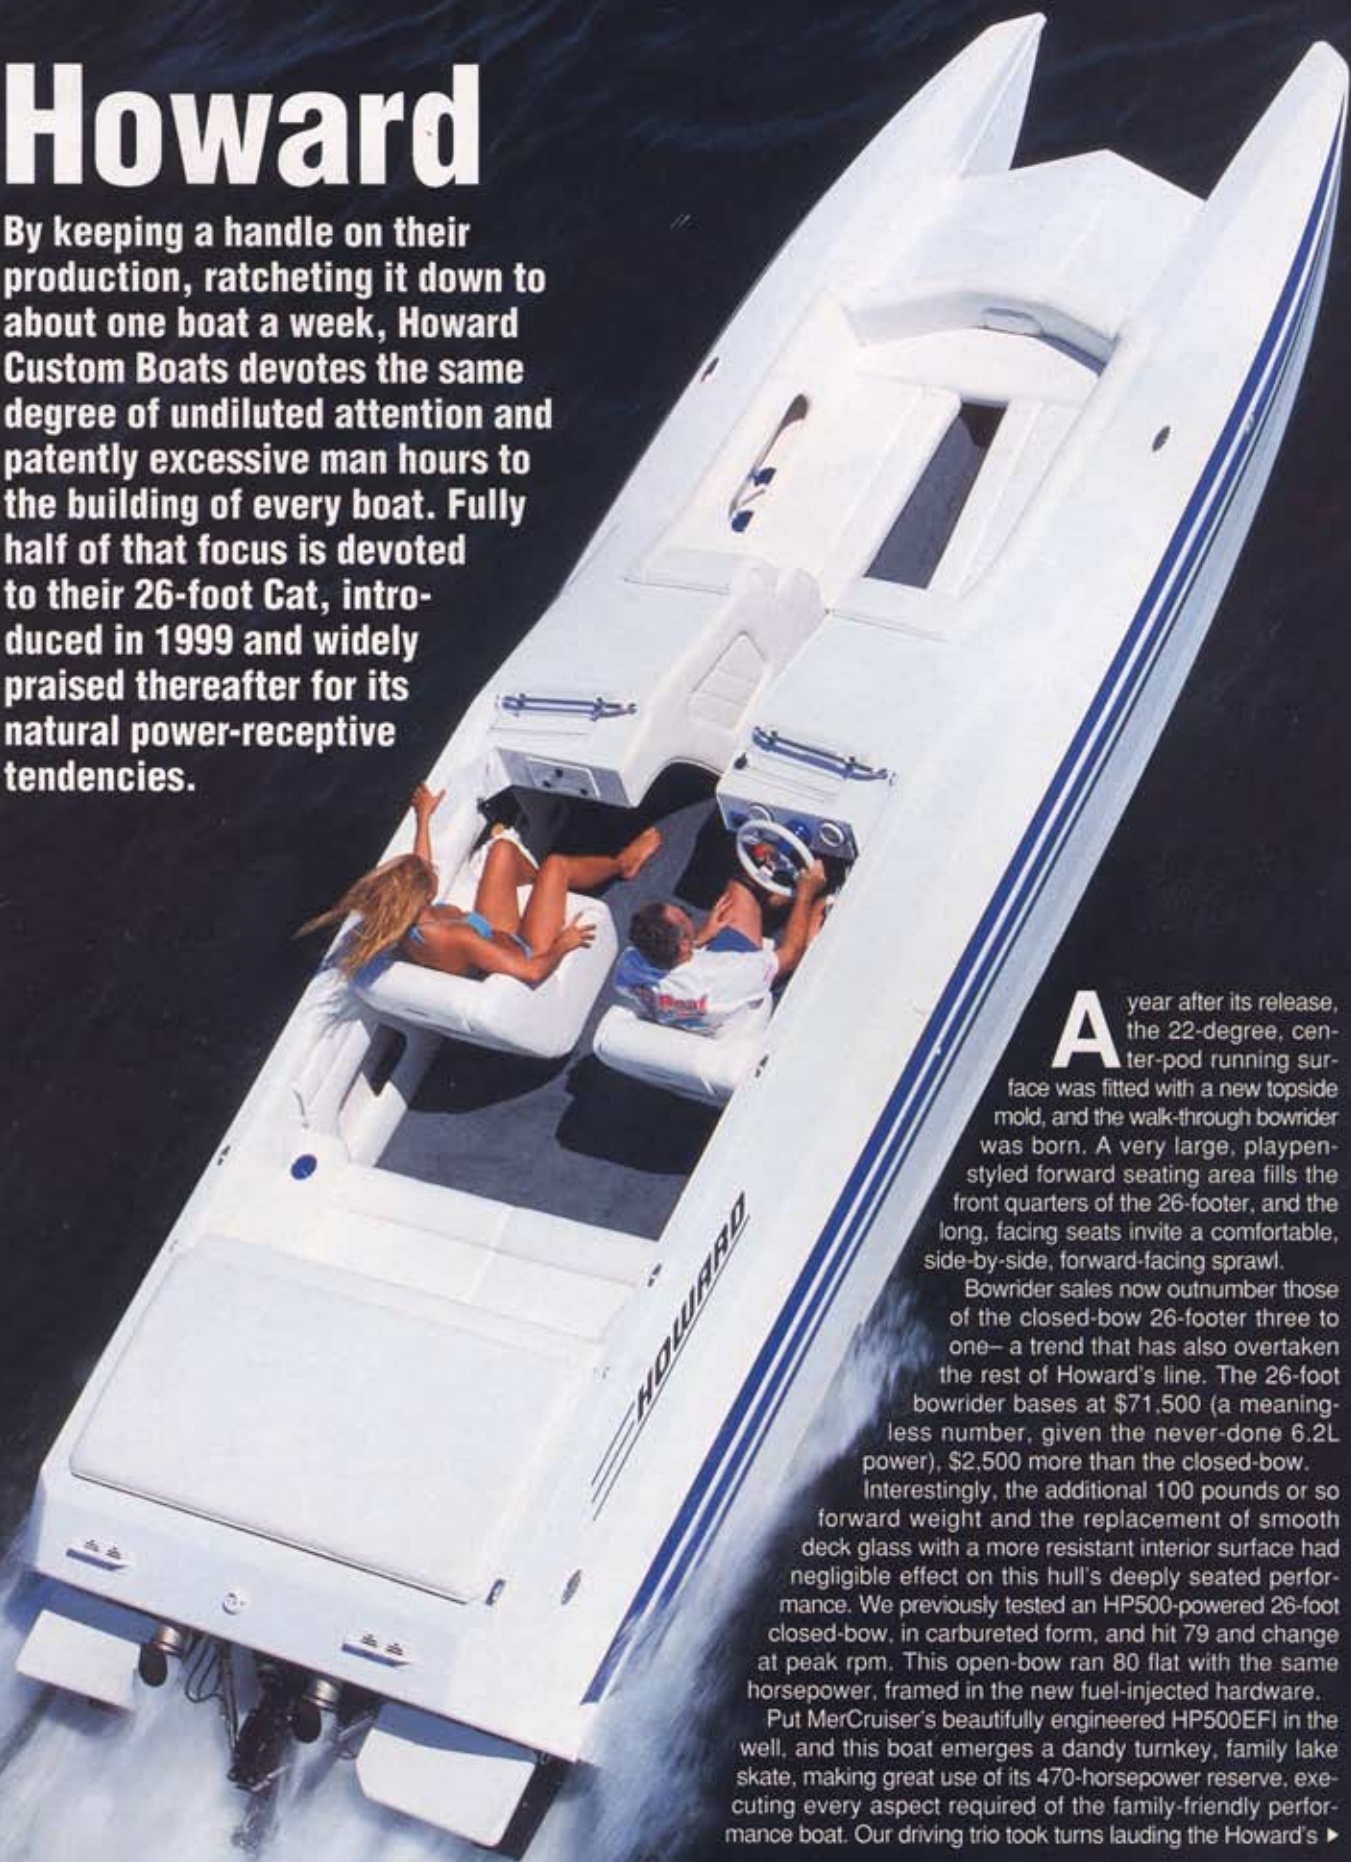 Howard
By keeping a handle on their
production, ratcheting it down to
about one boat a week, Howard
Custom Boats devotes the same
degree of undiluted attention and
patently excessive man hours to
the building of every boat. Fully
half of that focus is devoted
to their 26-foot Cat, intro-
duced in 1999 and widely
praised thereafter for its
natural power-receptive
tendencies.
Boat
HOWARD
A year after its release,
the 22-degree, cen-
ter-pod running sur-
face was fitted with a new topside
mold, and the walk-through bowrider
was born. A very large, playpen-
styled forward seating area fills the
front quarters of the 26-footer, and the
long, facing seats invite a comfortable,
side-by-side, forward-facing sprawl.
Bowrider sales now outnumber those
of the closed-bow 26-footer three to
one– a trend that has also overtaken
the rest of Howard's line. The 26-foot
bowrider bases at $71,500 (a meaning-
less number, given the never-done 6.2L
power), $2,500 more than the closed-bow.
Interestingly, the additional 100 pounds or so
forward weight and the replacement of smooth
deck glass with a more resistant interior surface had
negligible effect on this hull's deeply seated perfor-
mance. We previously tested an HP500-powered 26-foot
closed-bow, in carbureted form, and hit 79 and change
at peak rpm. This open-bow ran 80 flat with the same
horsepower, framed in the new fuel-injected hardware.
Put MerCruiser's beautifully engineered HP500EFI in the
well, and this boat emerges a dandy turnkey, family lake
skate, making great use of its 470-horsepower reserve, exe-
cuting every aspect required of the family-friendly perfor-
mance boat. Our driving trio took turns lauding the Howard's ▶